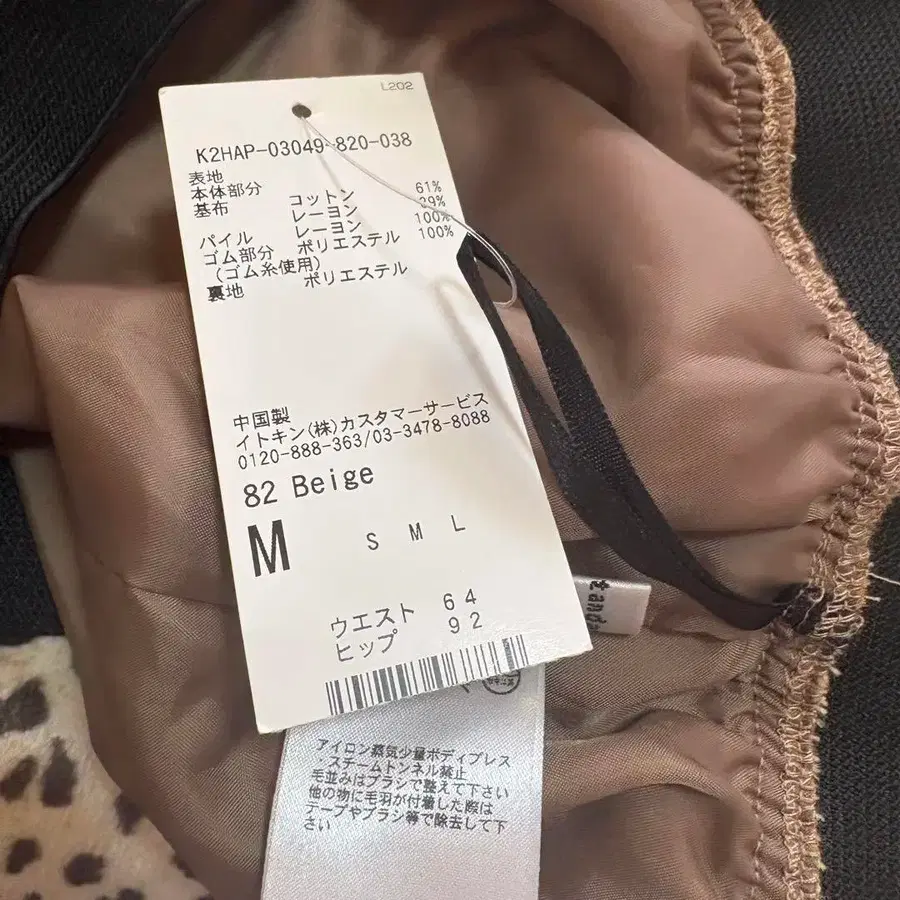 L202
K2HAP-03049-820-038
表地
本体部分
基布 コットン 61%
レーヨン 39%
パイル レーヨン 100%
ゴム部分 ポリエステル 100%
(ゴム糸使用)
裏地 ポリエステル
中国製
イトキン(株)カスタマーサービス
0120-888-363/03-3478-8088
82 Beige
M S M L
ウエスト 64
ヒップ 92
tand
アイロン蒸気少量ボディプレス
・スチームトンネル禁止
毛並みはブラシで整えて下さい
他の物に毛羽が付着した際は
テープやブラシ等で除去して下
さい